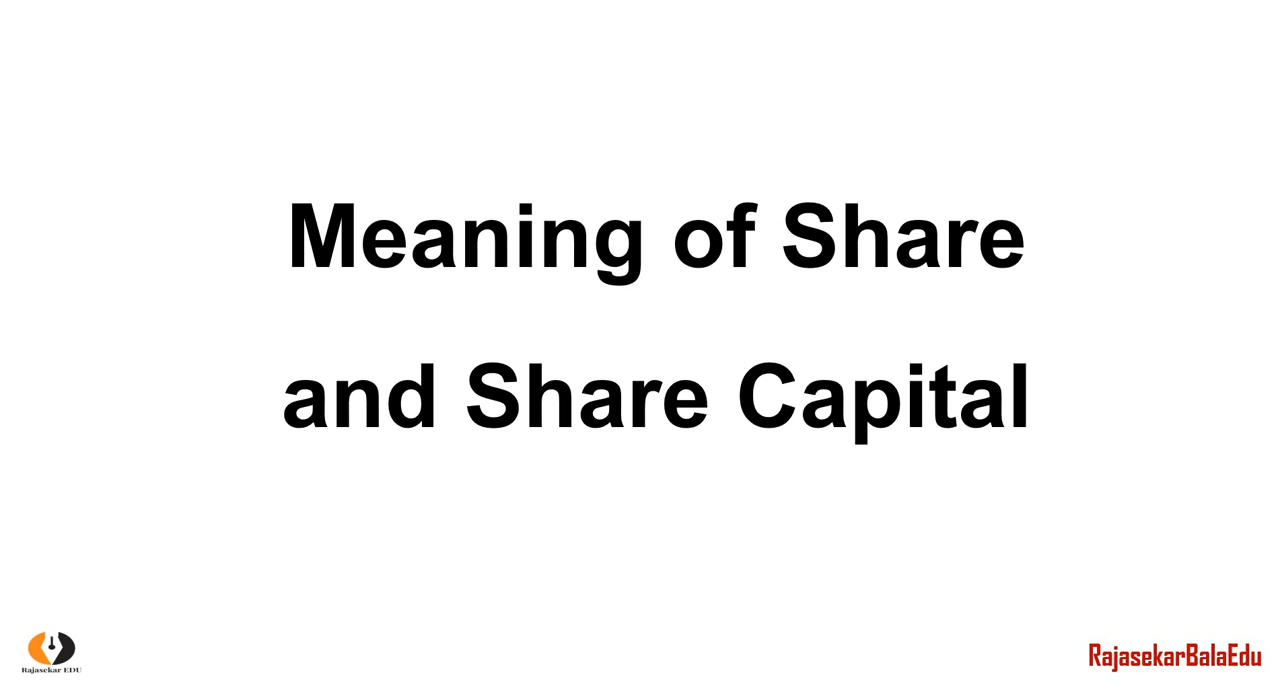 Meaning of Share
and Share Capital
Rajasekar EDU
RajasekarBalaEdu